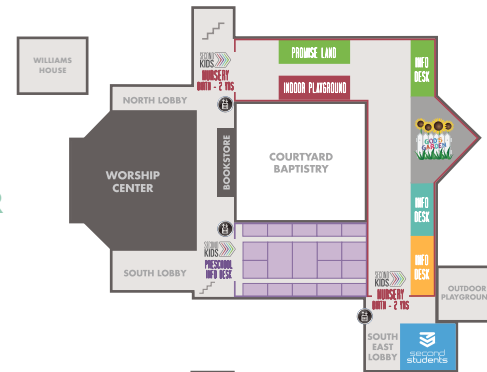 WILLIAMS
HOUSE
SECOND
KIDS
NURSERY
BIRTH - 2 YRS
PROMISE LAND
INFO
DESK
INDOOR PLAYGROUND
NORTH LOBBY
WORSHIP
CENTER
BOOKSTORE
COURTYARD
BAPTISTRY
GOD'S
GARDEN
INFO
DESK
SOUTH LOBBY
SECOND
KIDS
PRESCHOOL
INFO DESK
INFO
DESK
SECOND
KIDS
NURSERY
BIRTH - 2 YRS
OUTDOOR
PLAYGROUND
SOUTH
EAST
LOBBY
second
students